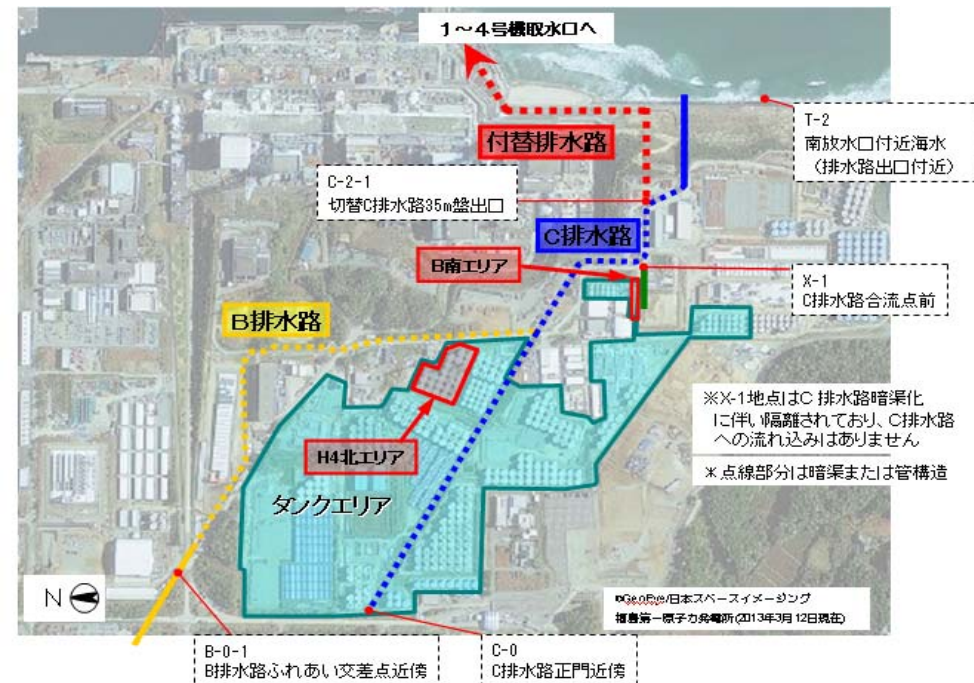 1～4号機取水口へ
T-2
南放水口付近海水
(排水路出口付近)
付替排水路
C-2-1
切替C排水路35m盤出口
C排水路
B南エリア
X-1
C排水路合流点前
B排水路
※X-1地点はC排水路暗渠化
に伴い隔離されており、C排水路
への流れ込みはありません
H4北エリア
*点線部分は暗渠または管構造
タンクエリア
N
©GeoEye/日本スペースイメージング
福島第一原子力発電所(2013年3月12日現在)
B-0-1
B排水路ふれあい交差点近傍
C-0
C排水路正門近傍